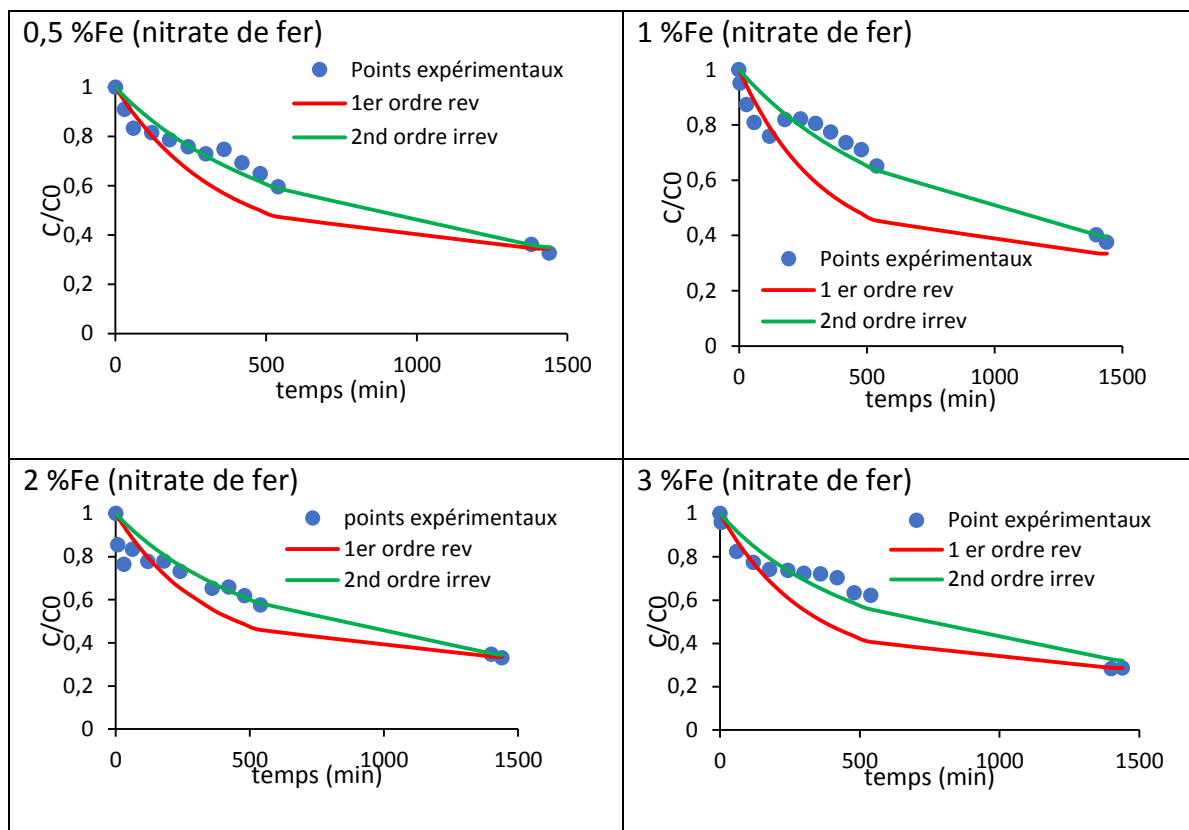 0,5 %Fe (nitrate de fer)
Points expérimentaux
1er ordre rev
2nd ordre irrev
C/C0
1
0,8
0,6
0,4
0,2
0
0 500 1000 1500
temps (min)
1 %Fe (nitrate de fer)
C/C0
1
0,8
0,6
0,4
0,2
0
Points expérimentaux
1 er ordre rev
2nd ordre irrev
0 500 1000 1500
temps (min)
2 %Fe (nitrate de fer)
points expérimentaux
1er ordre rev
2nd ordre irrev
C/C0
1
0,8
0,6
0,4
0,2
0
0 500 1000 1500
temps (min)
3 %Fe (nitrate de fer)
Point expérimentaux
1 er ordre rev
2nd ordre irrev
C/C0
1
0,8
0,6
0,4
0,2
0
0 500 1000 1500
temps (min)